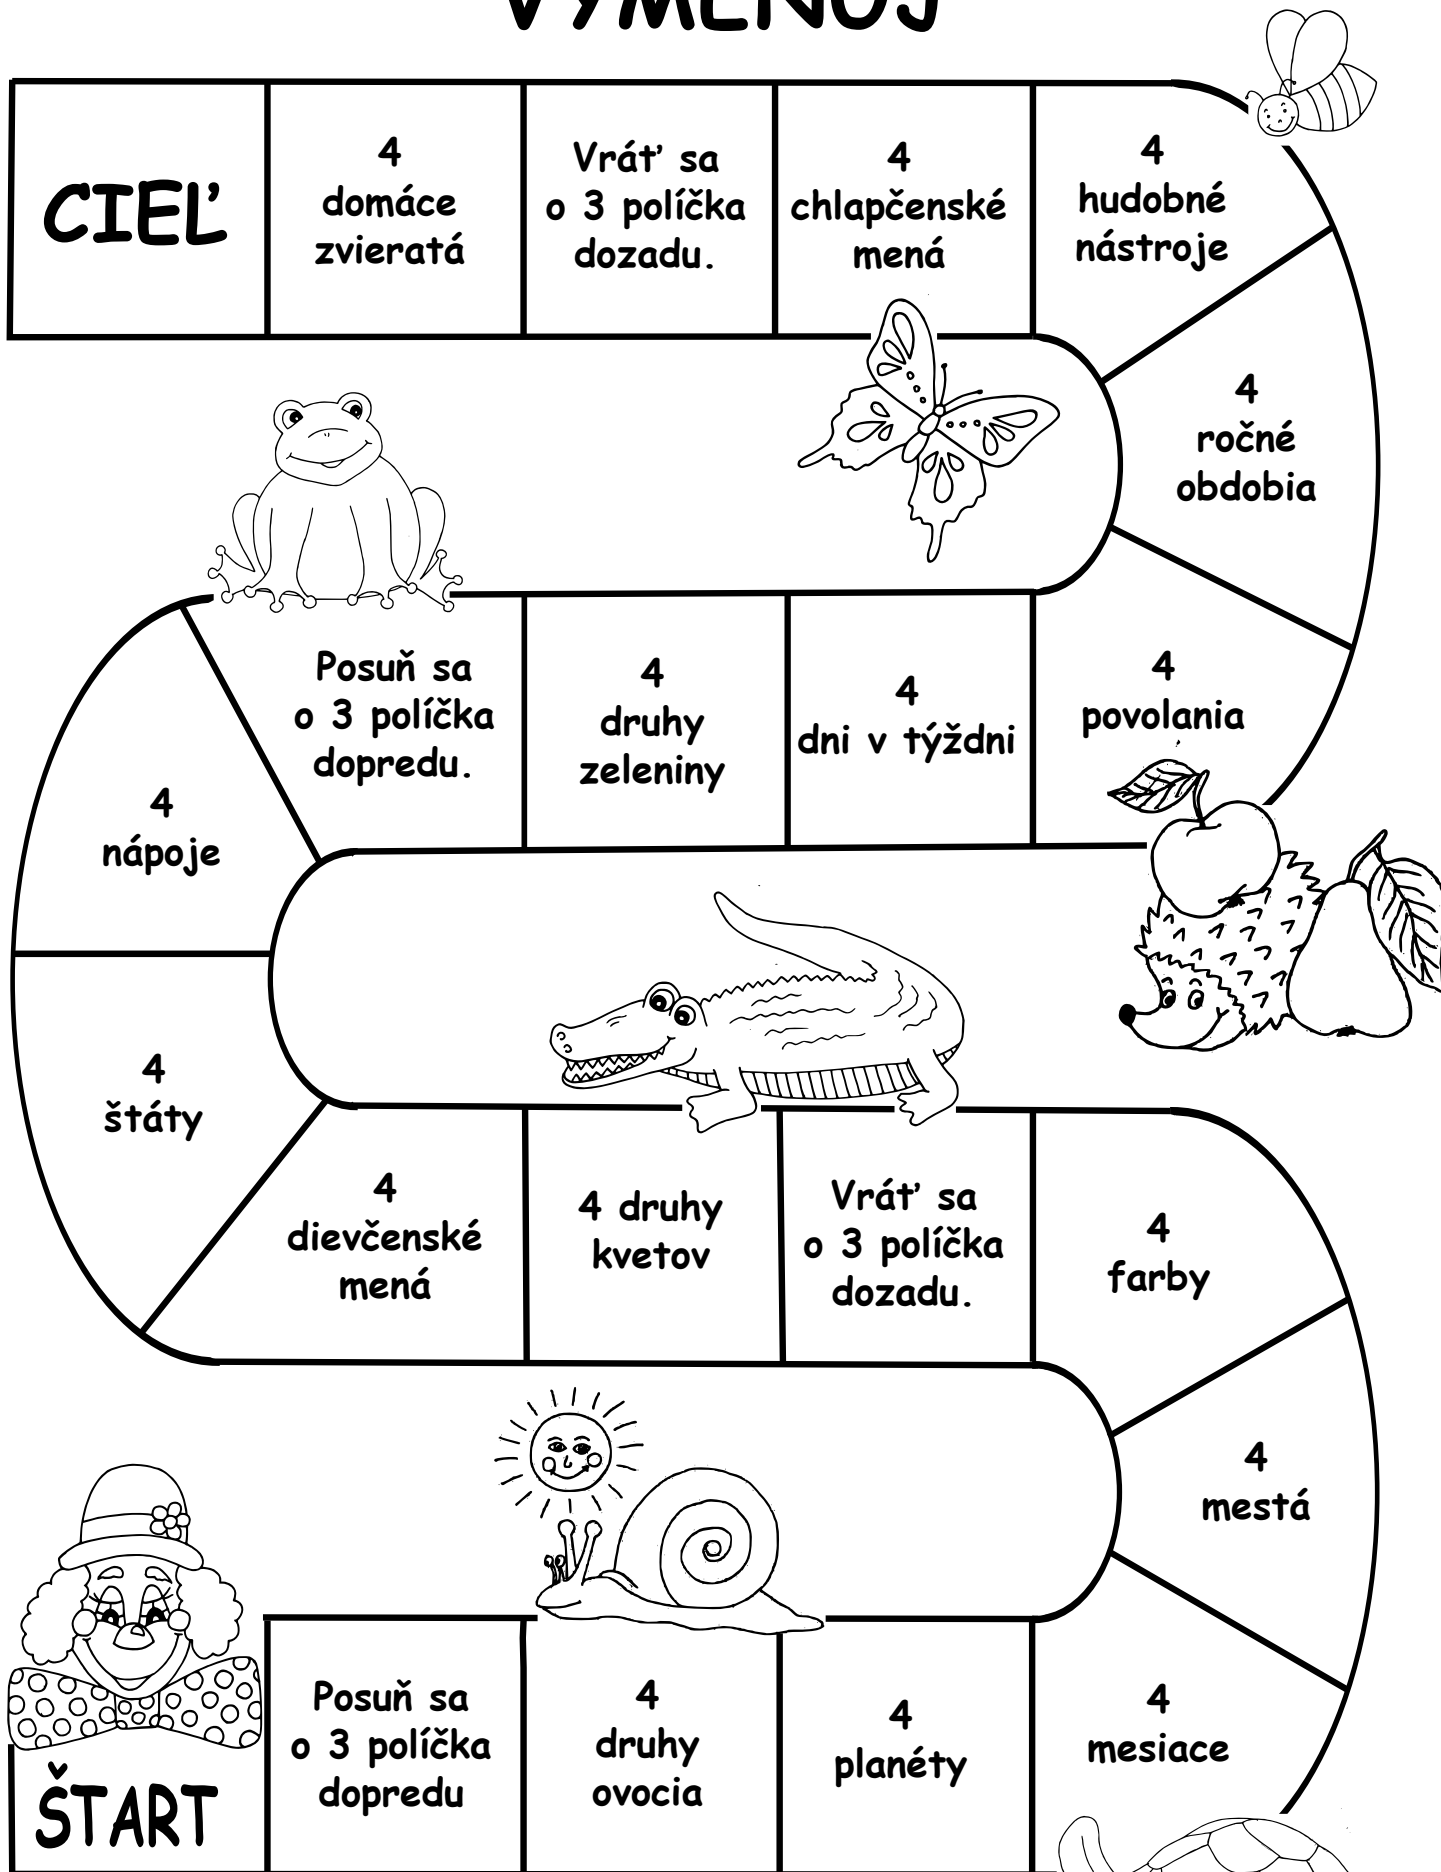 VYMENUJ
CIEĽ
4
domáce
zvieratá
Vráť sa
o 3 políčka
dozadu.
4
chlapčenské
mená
4
hudobné
nástroje
4
ročné
obdobia
Posuň sa
o 3 políčka
dopredu.
4
druhy
zeleniny
4
dni v týždni
4
povolania
4
nápoje
4
štáty
4
dievčenské
mená
4 druhy
kvetov
Vráť sa
o 3 políčka
dozadu.
4
farby
4
mestá
ŠTART
Posuň sa
o 3 políčka
dopredu
4
druhy
ovocia
4
planéty
4
mesiace